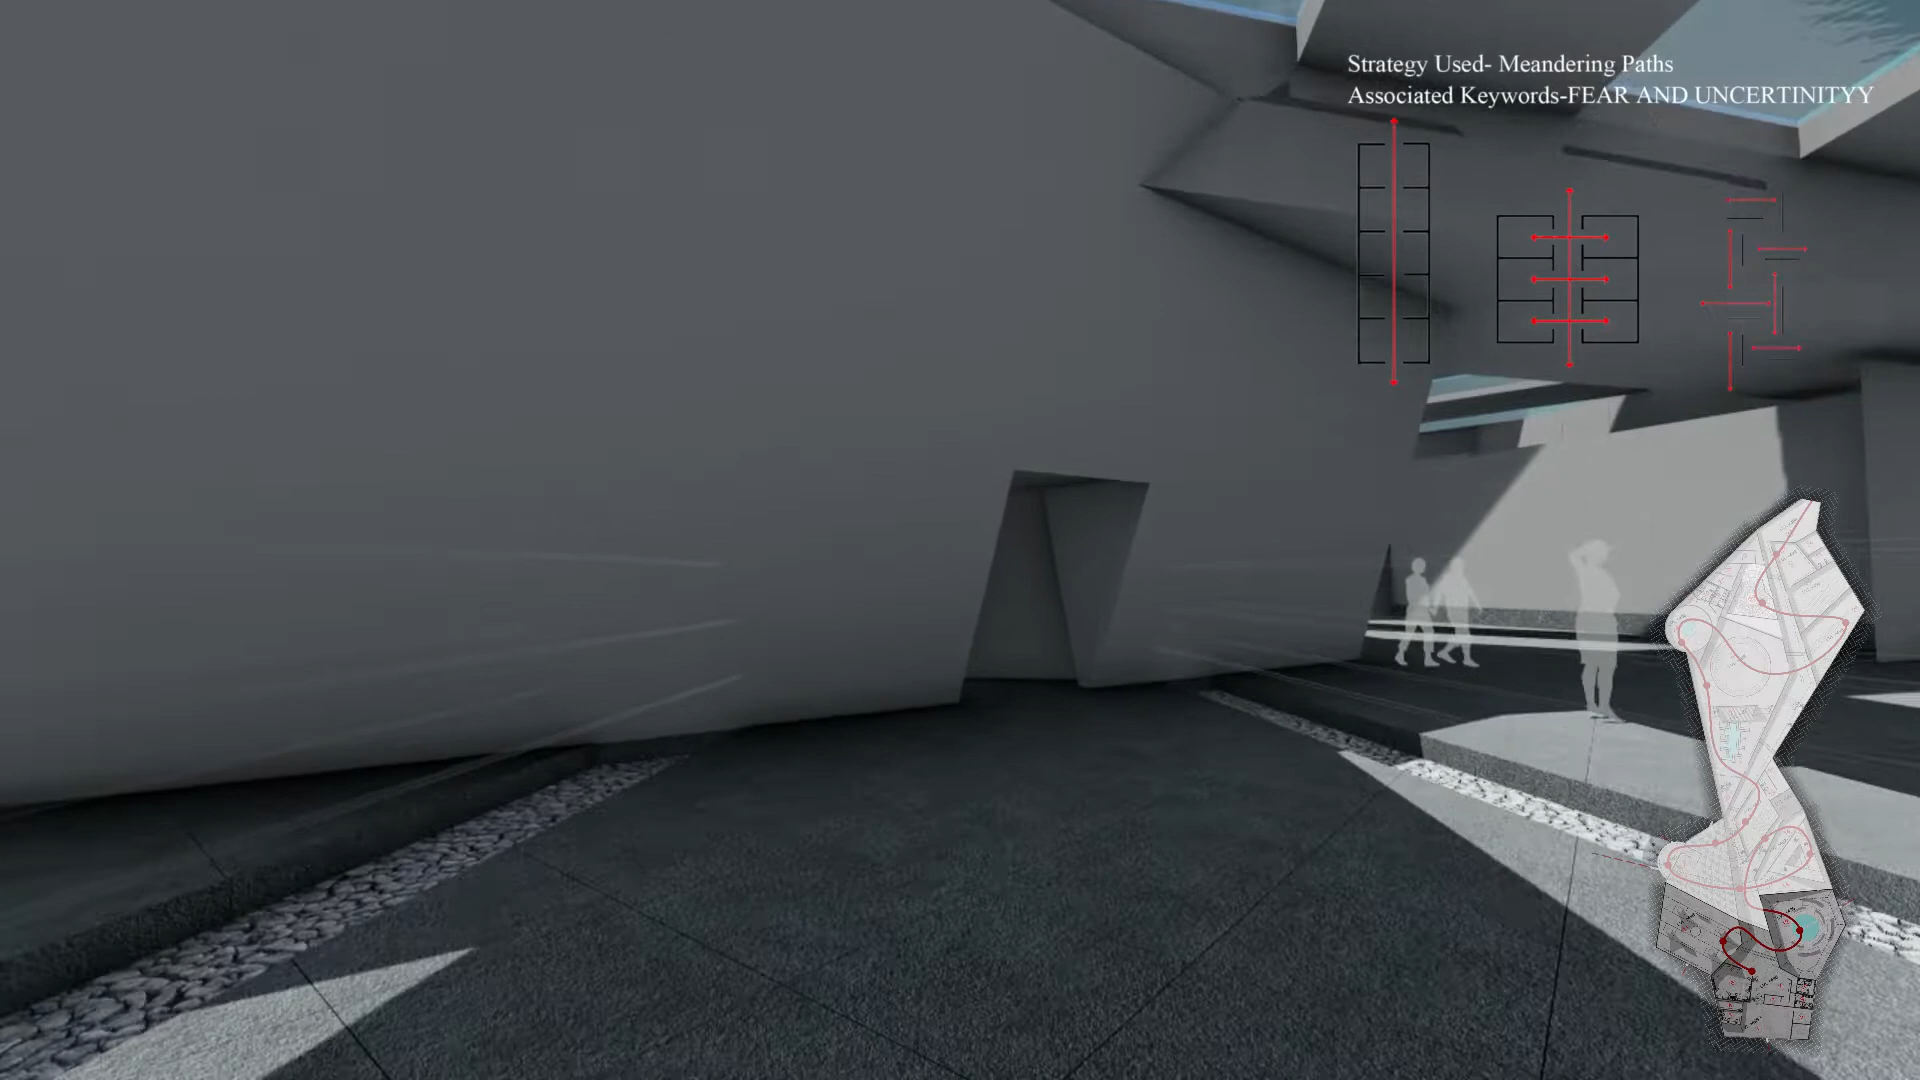 Strategy Used- Meandering Paths
Associated Keywords-FEAR AND UNCERTINITYY